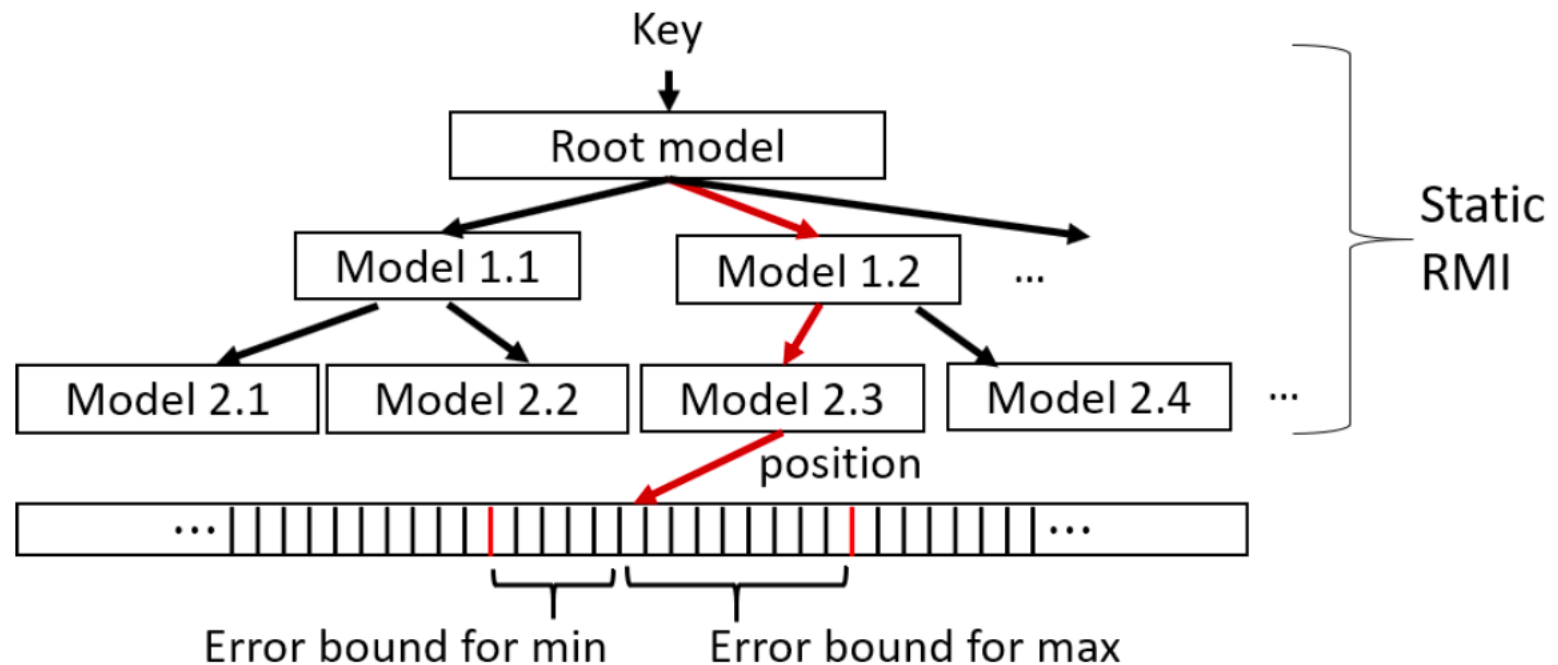 Key
Root model
Model 1.1
Model 1.2
...
Static
RMI
Model 2.1
Model 2.2
Model 2.3
Model 2.4
...
position
...
...
Error bound for min
Error bound for max